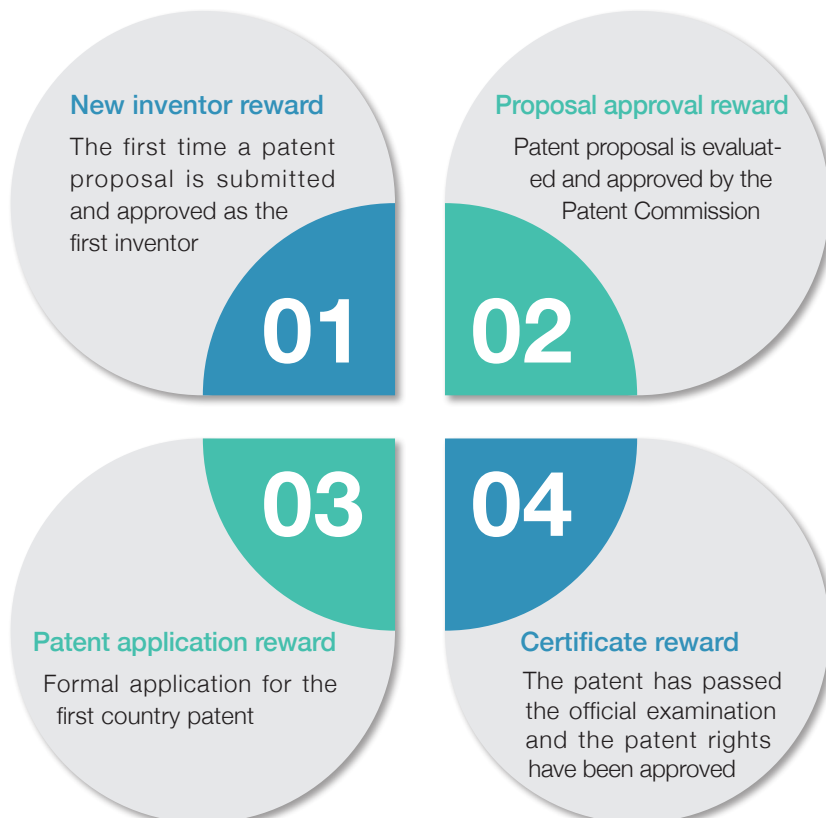 New inventor reward
The first time a patent
proposal is submitted
and approved as the
first inventor
01
Proposal approval reward
Patent proposal is evaluat-
ed and approved by the
Patent Commission
02
03
Patent application reward
Formal application for the
first country patent
04
Certificate reward
The patent has passed
the official examination
and the patent rights
have been approved